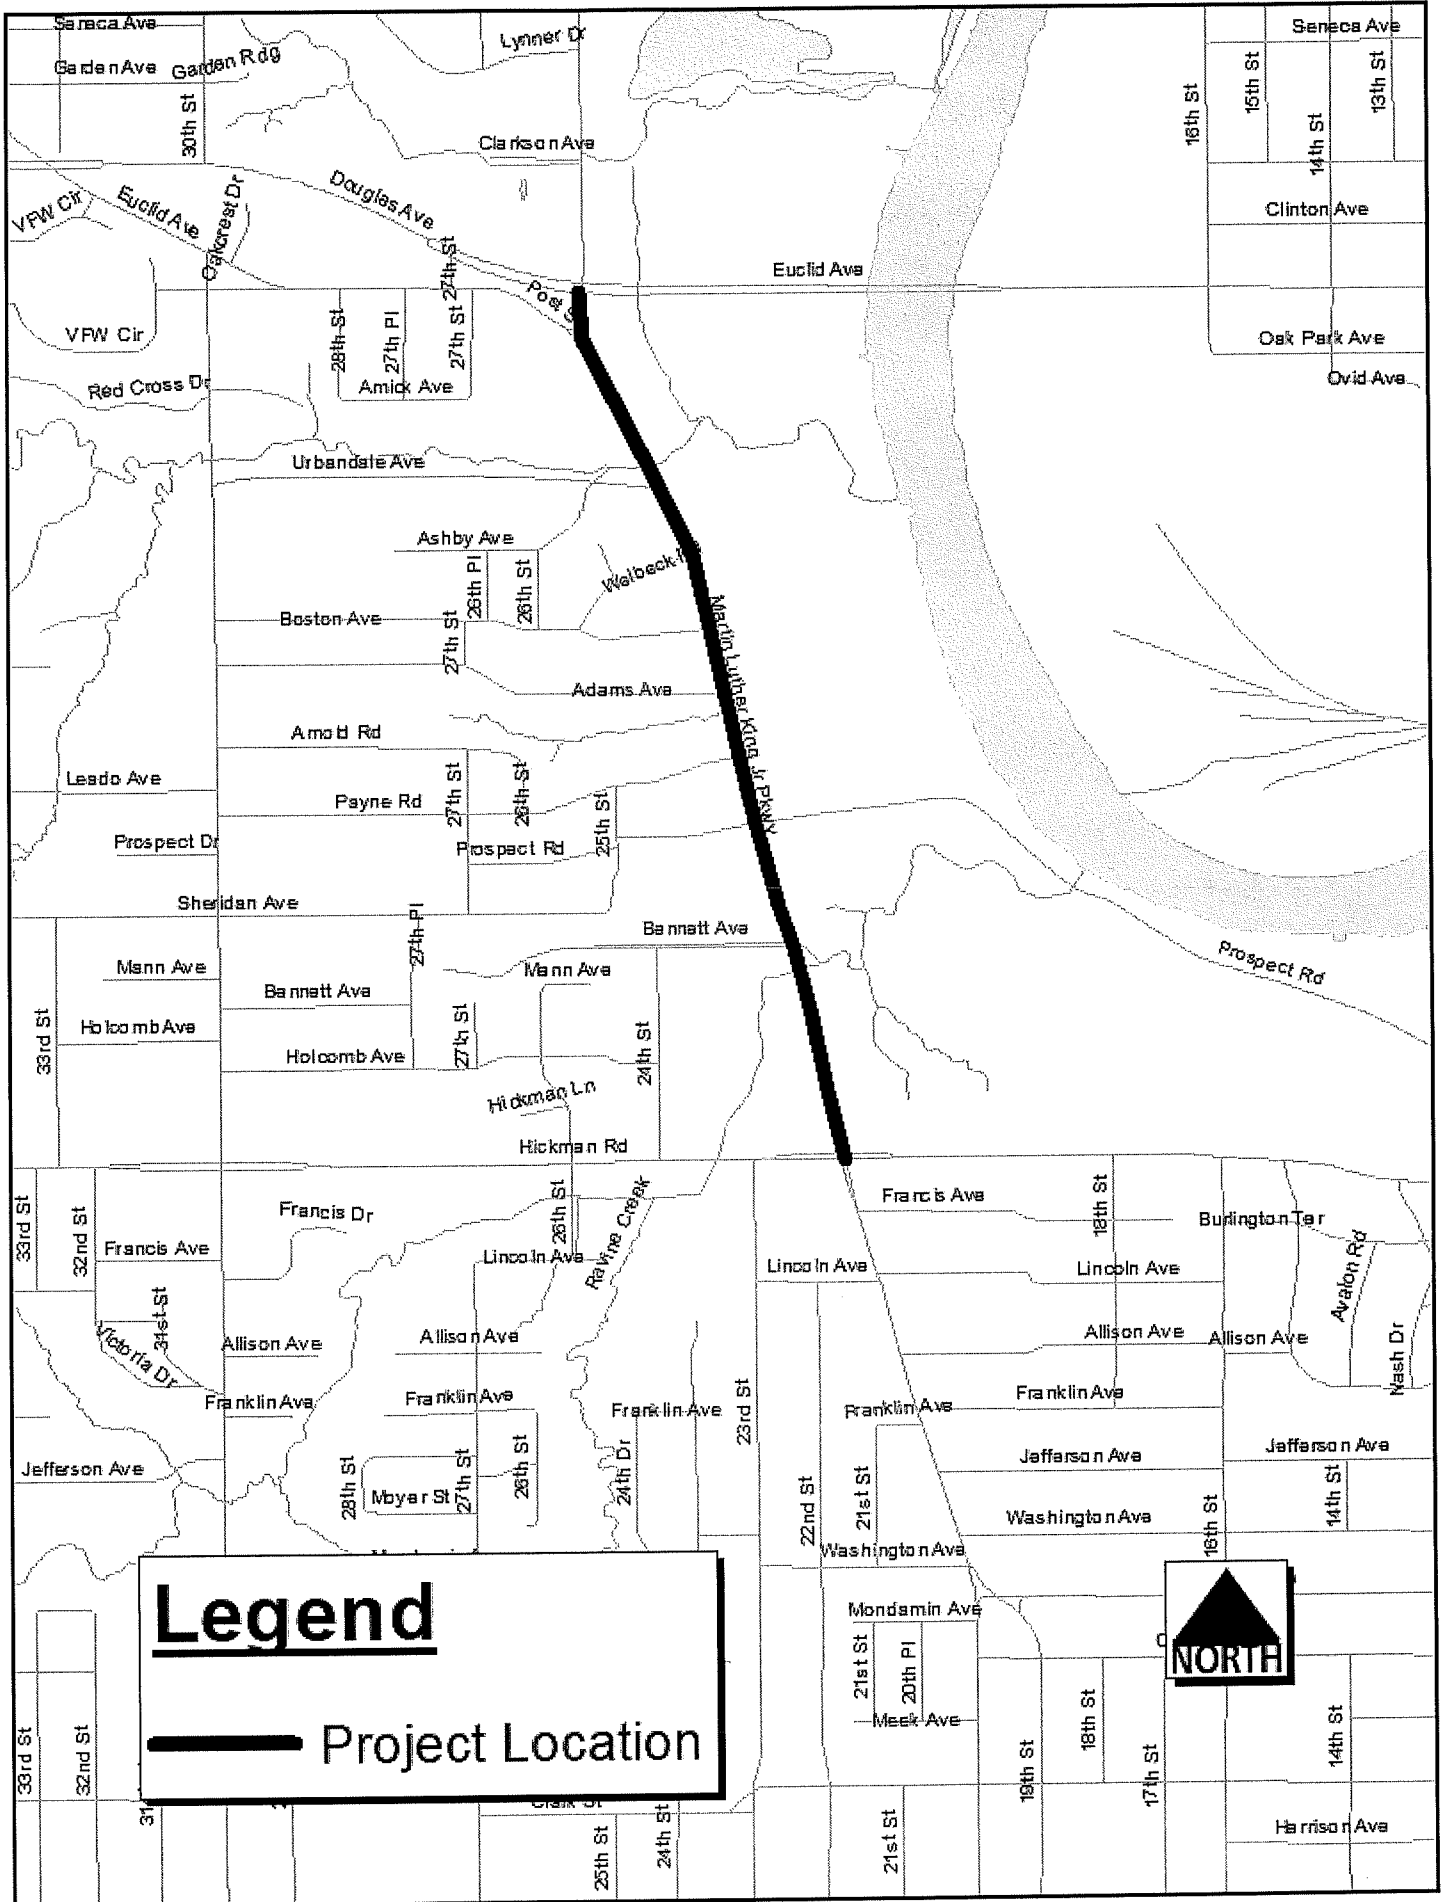 Seneca Ave
Lynner Dr
Seneca Ave
Garden Ave
Garden Rdg
15th St
13th St
30th St
16th St
14th St
Clarkson Ave
VFW Cir
Euclid Ave
Oakcrest Dr
Douglas Ave
Clinton Ave
27th St
Euclid Ave
Post St
VFW Cir
28th St
27th Pl
27th St
Oak Park Ave
Red Cross Dr
Amick Ave
Ovid Ave
Urbandale Ave
Ashby Ave
26th Pl
26th St
Welbeck
Boston Ave
27th St
Martin Luther King Jr Pkwy
Adams Ave
Arnold Rd
Leado Ave
27th St
26th St
Payne Rd
25th St
Prospect Dr
Prospect Rd
Sheridan Ave
27th Pl
Bennett Ave
Prospect Rd
Mann Ave
Mann Ave
Bennett Ave
33rd St
Holcomb Ave
27th St
24th St
Holcomb Ave
Hickman Ln
Hickman Rd
33rd St
32nd St
Francis Dr
26th St
Ravine Creek
Francis Ave
18th St
Burlington Ter
Francis Ave
Lincoln Ave
Lincoln Ave
Lincoln Ave
Avalon Rd
31st St
Victoria Dr
Allison Ave
Allison Ave
Allison Ave
Allison Ave
Nash Dr
Franklin Ave
Franklin Ave
Franklin Ave
23rd St
Franklin Ave
Franklin Ave
Jefferson Ave
28th St
Moyer St
27th St
26th St
24th Dr
22nd St
21st St
Jefferson Ave
Jefferson Ave
14th St
Washington Ave
16th St
Washington Ave
Legend
Project Location
Mondamin Ave
NORTH
21st St
20th Pl
Meek Ave
33rd St
32nd St
19th St
18th St
17th St
14th St
31
Clark St
25th St
24th St
21st St
Harrison Ave